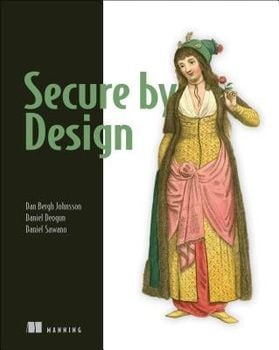 Secure by
Design
Dan Bergh Johnsson
Daniel Deogun
Daniel Sawano
MANNING